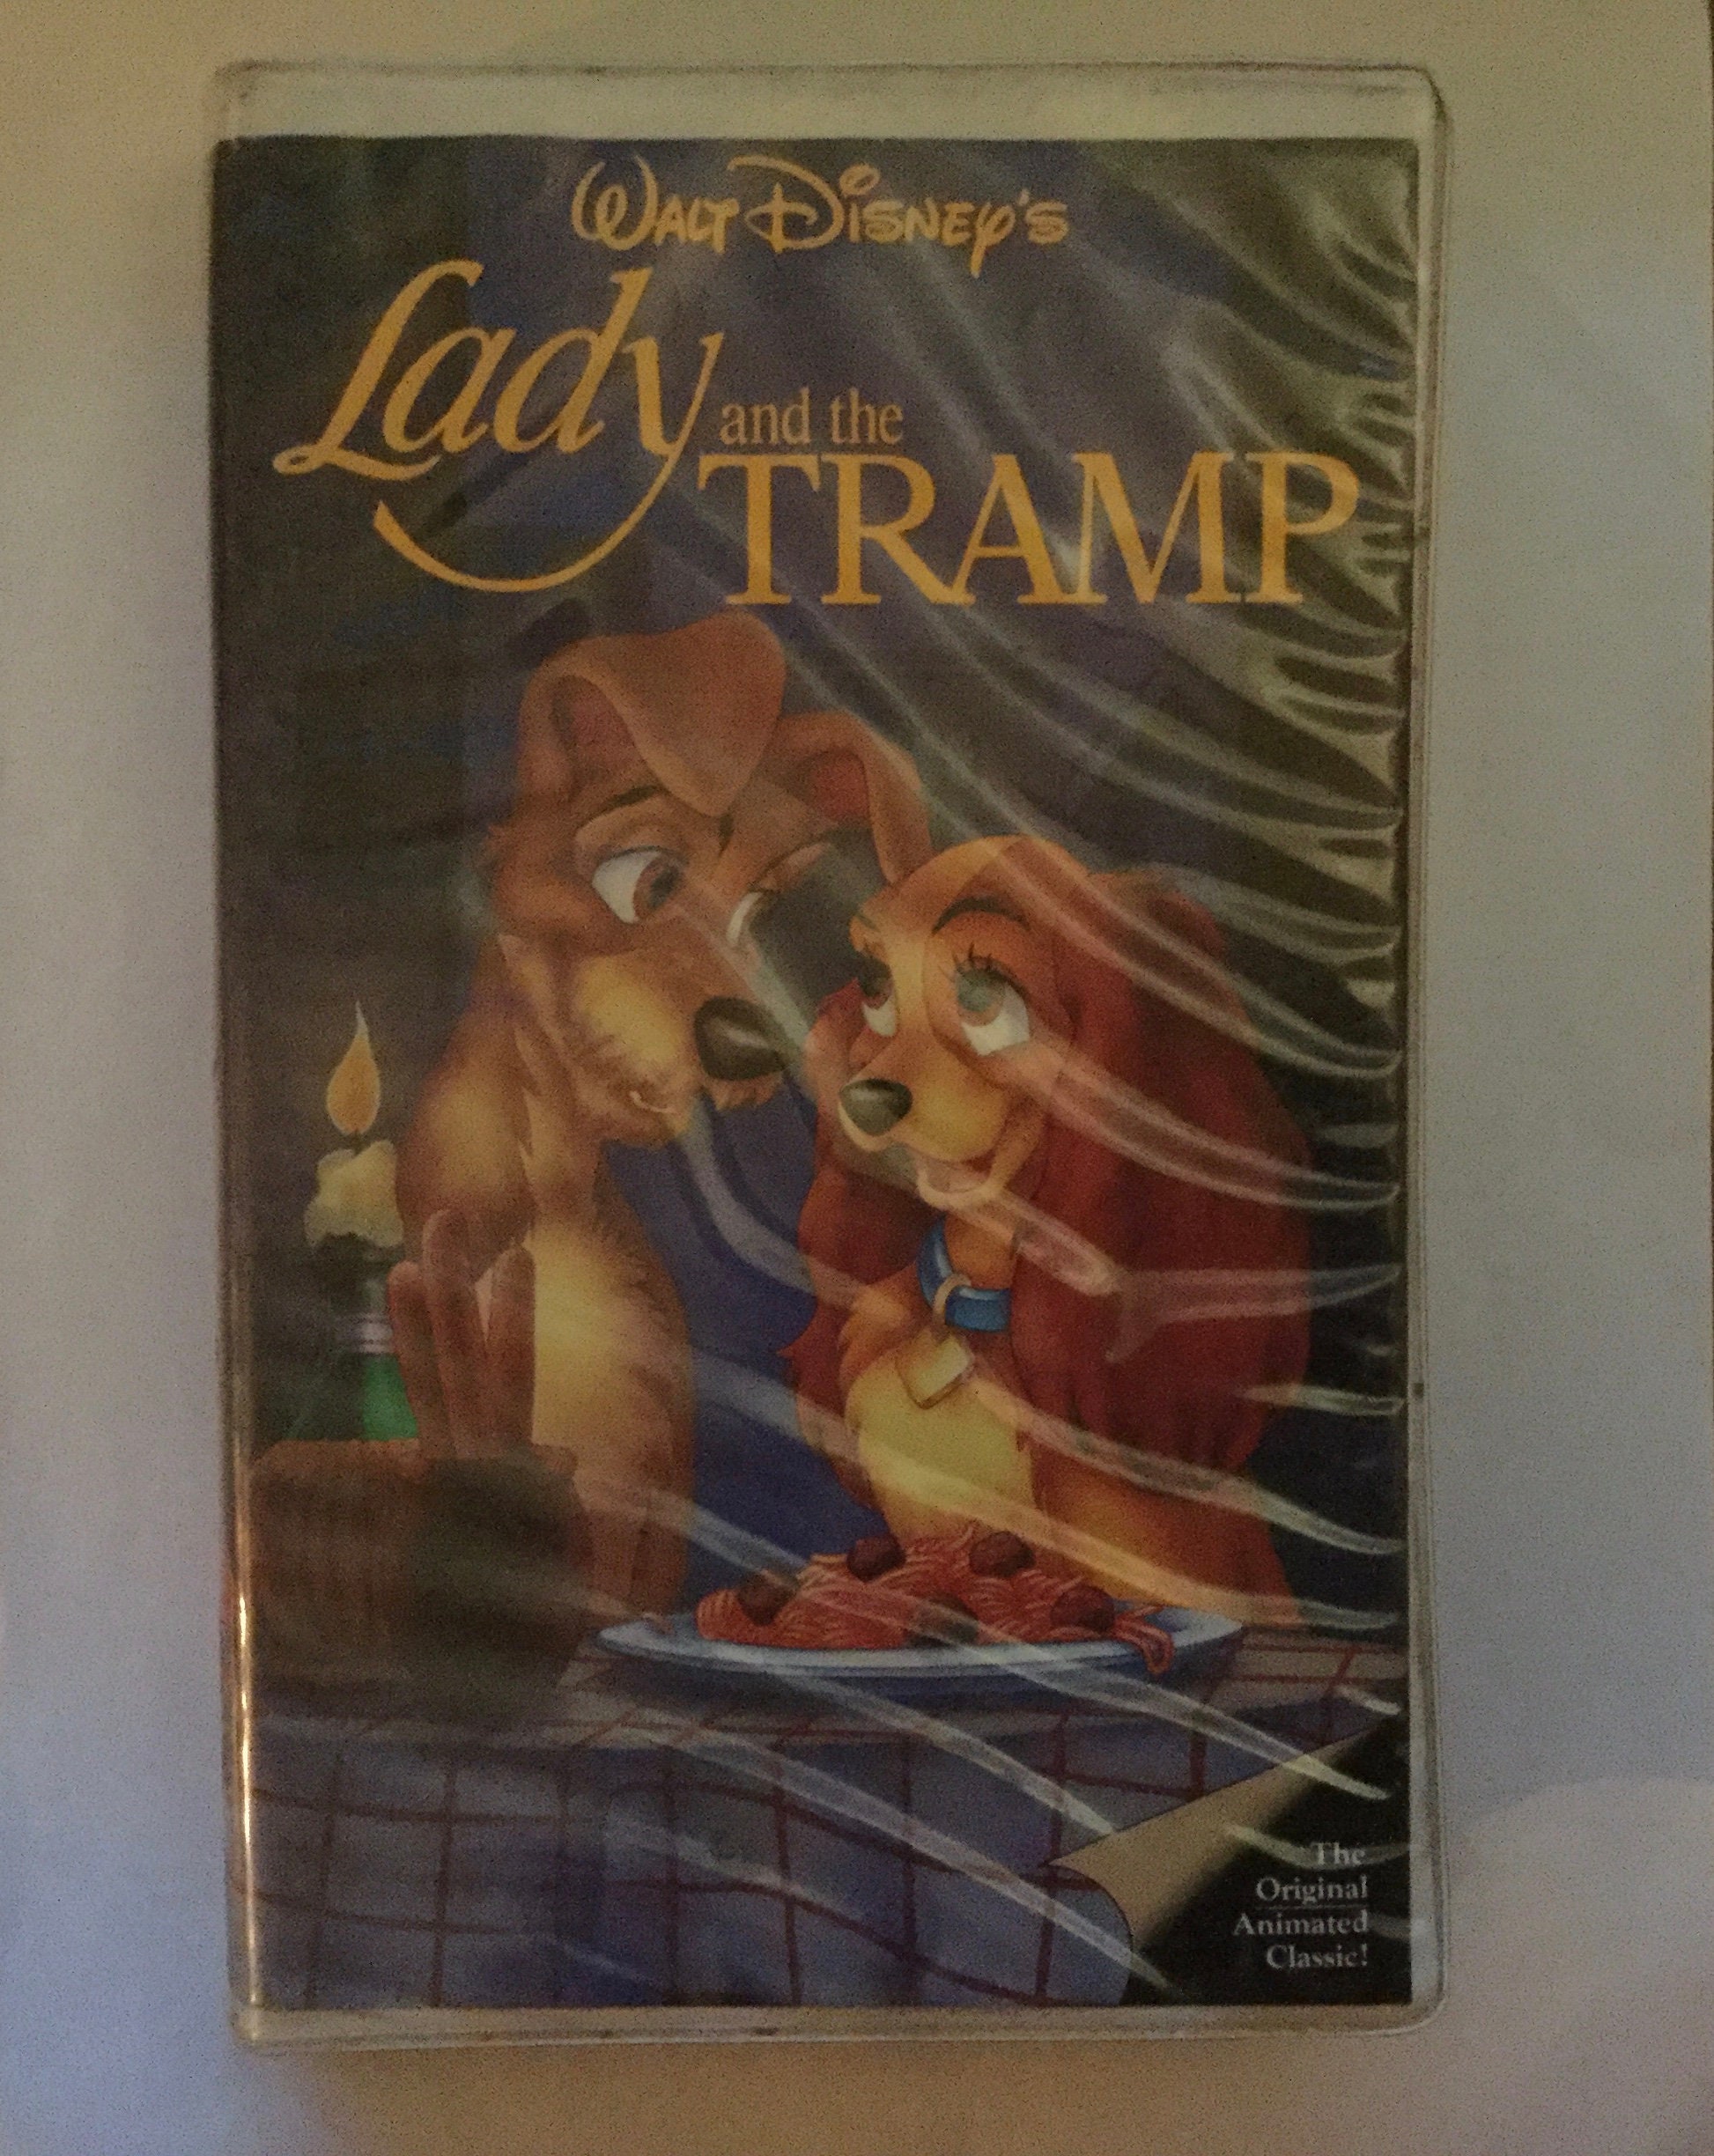 WALT DISNEY'S
Lady and the
TRAMP
The
Original
Animated
Classic!